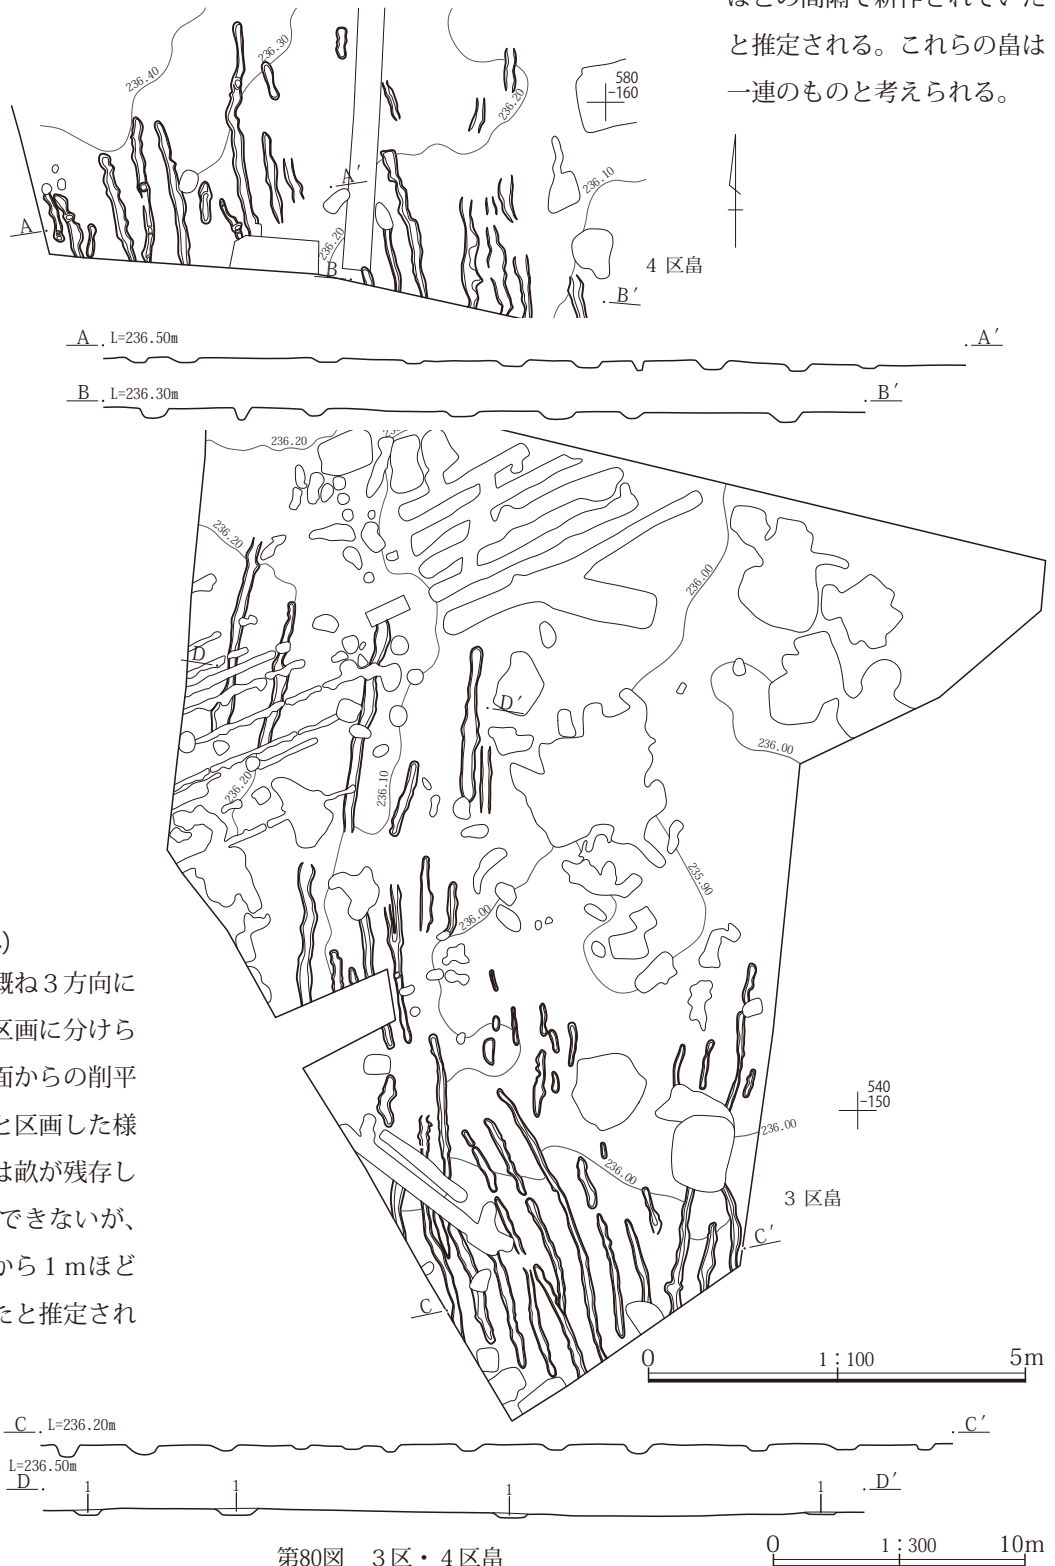 ほどの間隔で耕作されていた
と推定される。これらの畠は
一連のものと考えられる。
236.40
236.30
236.20
580
-160
236.10
A
A′
236.20
B
B′
4 区畠
A
L=236.50m
A′
B
L=236.30m
B′
236.20
236.20
236.00
D
D′
236.00
236.20
236.10
235.90
236.00
)
概ね３方向に
区画に分けら
面からの削平
と区画した様
は畝が残存し
できないが、
から１mほど
たと推定され
540
-150
236.00
236.00
3 区畠
C′
C
0
1：100
5m
C
L=236.20m
C′
L=236.50m
D
1
1
1
1
D′
第80図　３区・４区畠
0
1：300
10m